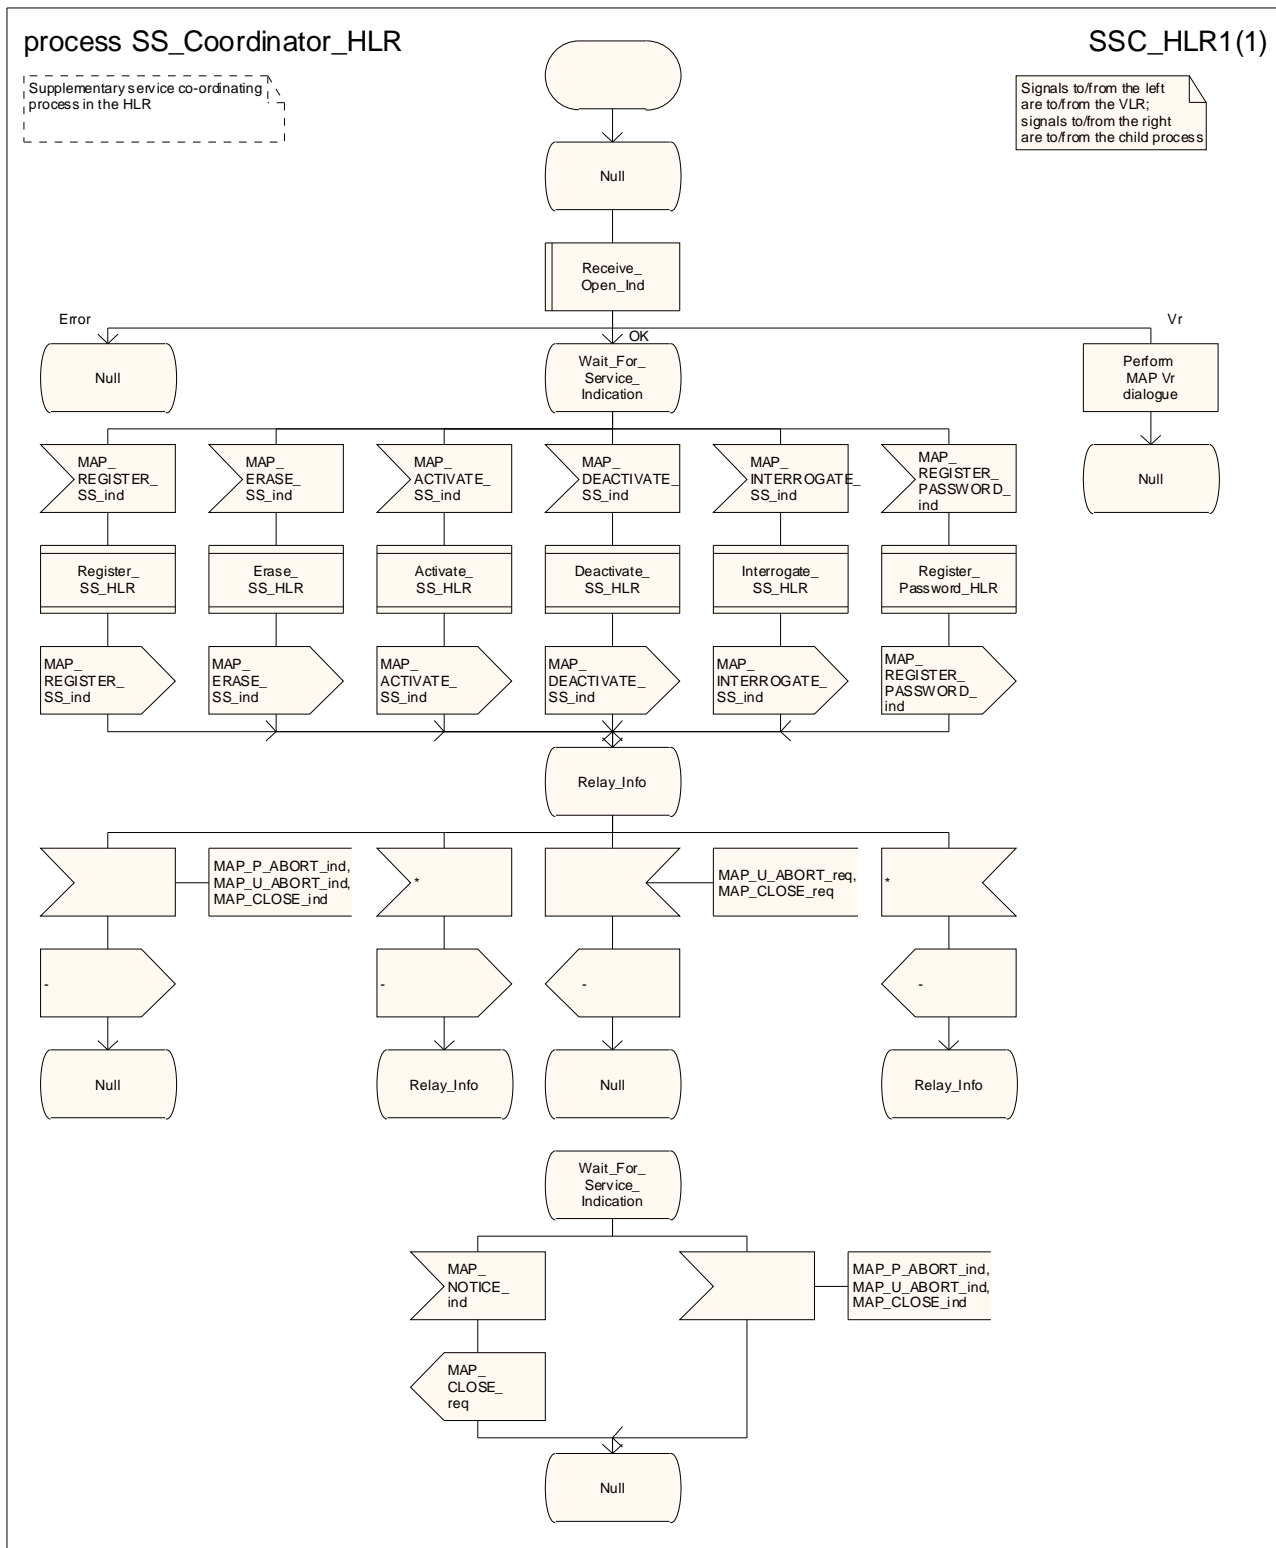 process SS_Coordinator_HLR
SSC_HLR1(1)
Supplementary service co-ordinating
process in the HLR
Signals to/from the left
are to/from the VLR;
signals to/from the right
are to/from the child process
Null
Receive_
Open_Ind
Error
OK
Vr
Null
Wait_For_
Service_
Indication
Perform
MAP Vr
dialogue
Null
MAP_
REGISTER_
SS_ind
MAP_
ERASE_
SS_ind
MAP_
ACTIVATE_
SS_ind
MAP_
DEACTIVATE_
SS_ind
MAP_
INTERROGATE_
SS_ind
MAP_
REGISTER_
PASSWORD_
ind
Register_
SS_HLR
Erase_
SS_HLR
Activate_
SS_HLR
Deactivate_
SS_HLR
Interrogate_
SS_HLR
Register_
Password_HLR
MAP_
REGISTER_
SS_ind
MAP_
ERASE_
SS_ind
MAP_
ACTIVATE_
SS_ind
MAP_
DEACTIVATE_
SS_ind
MAP_
INTERROGATE_
SS_ind
MAP_
REGISTER_
PASSWORD_
ind
Relay_Info
MAP_P_ABORT_ind,
MAP_U_ABORT_ind,
MAP_CLOSE_ind
*
MAP_U_ABORT_req,
MAP_CLOSE_req
*
-
-
-
-
Null
Relay_Info
Null
Relay_Info
Wait_For_
Service_
Indication
MAP_
NOTICE_
ind
MAP_P_ABORT_ind,
MAP_U_ABORT_ind,
MAP_CLOSE_ind
MAP_
CLOSE_
req
Null